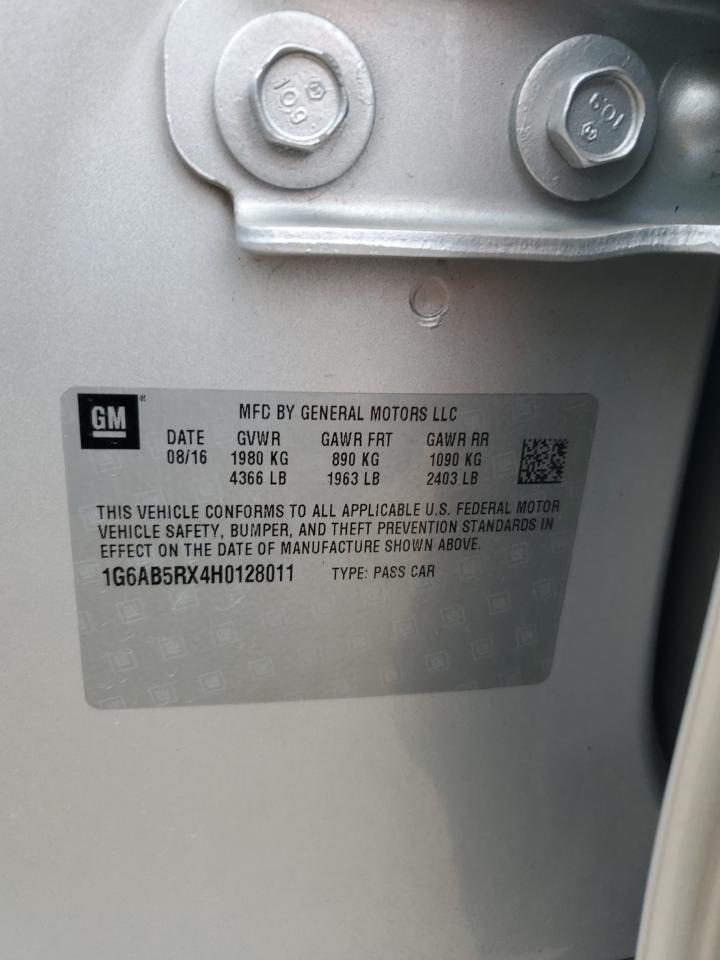 10.9
10.9
GM
MFD BY GENERAL MOTORS LLC
DATE GVWR GAWR FRT GAWR RR
08/16 1980 KG 890 KG 1090 KG
4366 LB 1963 LB 2403 LB
THIS VEHICLE CONFORMS TO ALL APPLICABLE U.S. FEDERAL MOTOR
VEHICLE SAFETY, BUMPER, AND THEFT PREVENTION STANDARDS IN
EFFECT ON THE DATE OF MANUFACTURE SHOWN ABOVE.
1G6AB5RX4H0128011 TYPE: PASS CAR